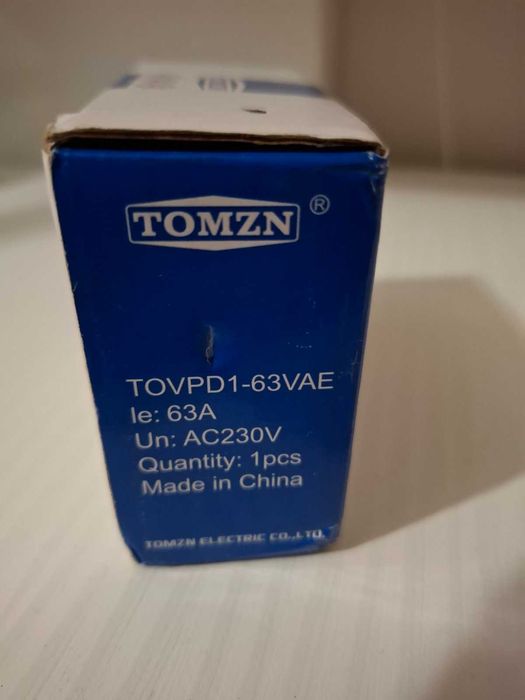 TOMZN ®
TOVPD1-63VAE
Ie: 63A
Un: AC230V
Quantity: 1pcs
Made in China
TOMZN ELECTRIC CO.,LTD.